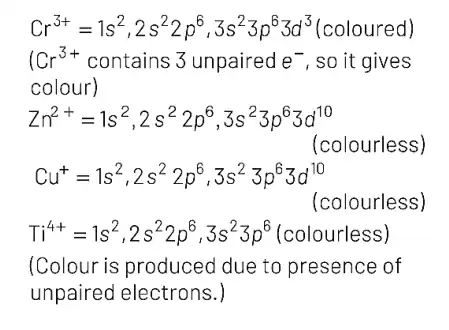 Cr³⁺ = 1s²,2s²2p⁶,3s²3p⁶3d³(coloured)
(Cr³⁺ contains 3 unpaired e⁻, so it gives
colour)
Zn²⁺ = 1s²,2s²2p⁶,3s²3p⁶3d¹⁰
(colourless)
Cu⁺ = 1s²,2s² 2p⁶,3s² 3p⁶3d¹⁰
(colourless)
Ti⁴⁺ = 1s²,2s²2p⁶,3s²3p⁶ (colourless)
(Colour is produced due to presence of
unpaired electrons.)